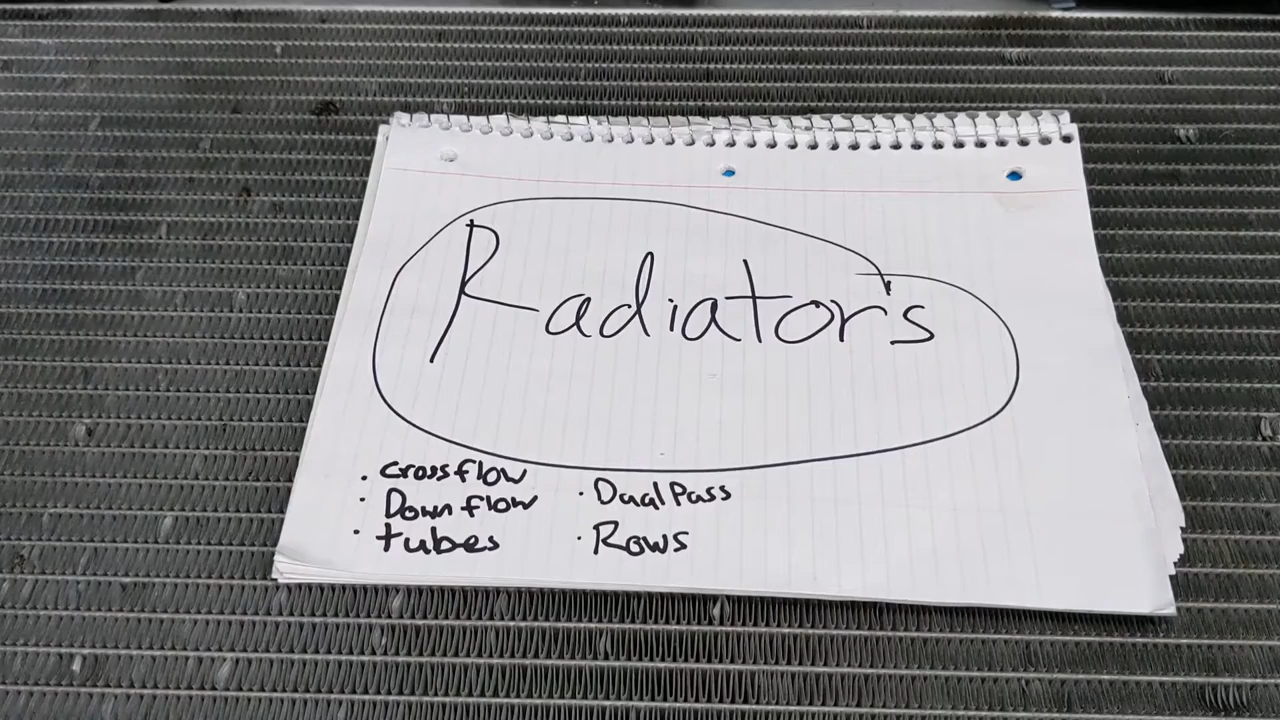 Radiator's
· Crossflow
· Down flow
· tubes
· Dual Pass
· Rows